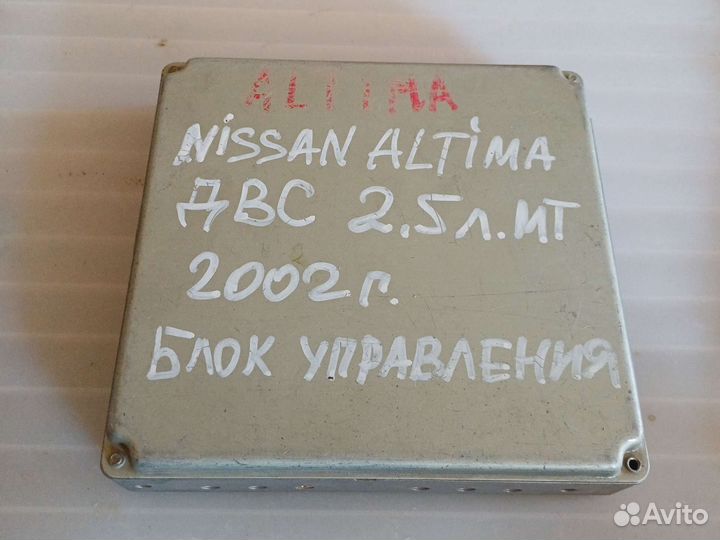 ALTIMA
NISSAN ALTIMA
ДВС 2.5л.МТ
2002г.
БЛОК УПРАВЛЕНИЯ
Avito